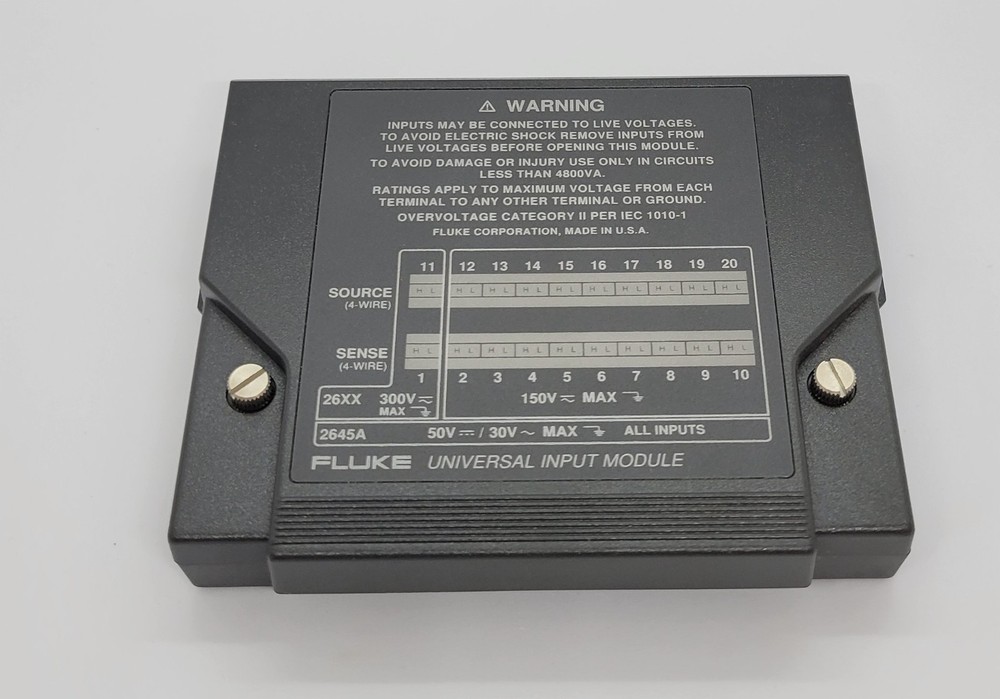 ⚠ WARNING
INPUTS MAY BE CONNECTED TO LIVE VOLTAGES.
TO AVOID ELECTRIC SHOCK REMOVE INPUTS FROM
LIVE VOLTAGES BEFORE OPENING THIS MODULE.
TO AVOID DAMAGE OR INJURY USE ONLY IN CIRCUITS
LESS THAN 4800VA.
RATINGS APPLY TO MAXIMUM VOLTAGE FROM EACH
TERMINAL TO ANY OTHER TERMINAL OR GROUND.
OVERVOLTAGE CATEGORY II PER IEC 1010-1
FLUKE CORPORATION, MADE IN U.S.A.
11 12 13 14 15 16 17 18 19 20
SOURCE H L H L H L H L H L H L H L H L H L H L
(4-WIRE)
SENSE H L H L H L H L H L H L H L H L H L H L
(4-WIRE)
1 2 3 4 5 6 7 8 9 10
26XX 300V MAX 150V MAX
2645A 50V / 30V ~ MAX ALL INPUTS
FLUKE UNIVERSAL INPUT MODULE